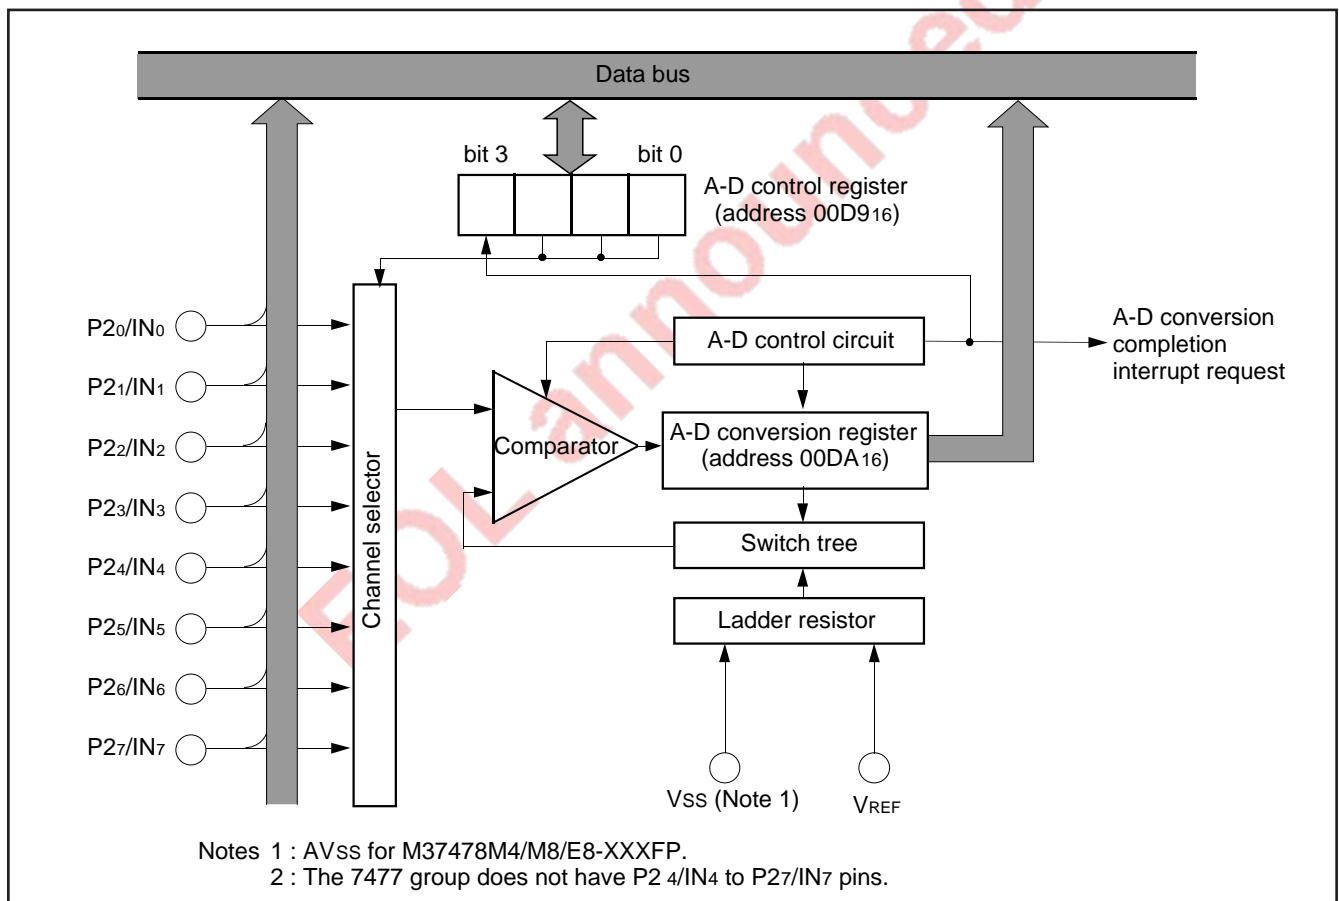 Data bus
bit 3
bit 0
A-D control register
(address 00D916)
P20/IN0
P21/IN1
P22/IN2
P23/IN3
P24/IN4
P25/IN5
P26/IN6
P27/IN7
Channel selector
Comparator
A-D control circuit
A-D conversion register
(address 00DA16)
Switch tree
Ladder resistor
VSS (Note 1)
VREF
A-D conversion
completion
interrupt request
Notes 1 : AVSS for M37478M4/M8/E8-XXXFP.
2 : The 7477 group does not have P2 4/IN4 to P27/IN7 pins.
EOL announced